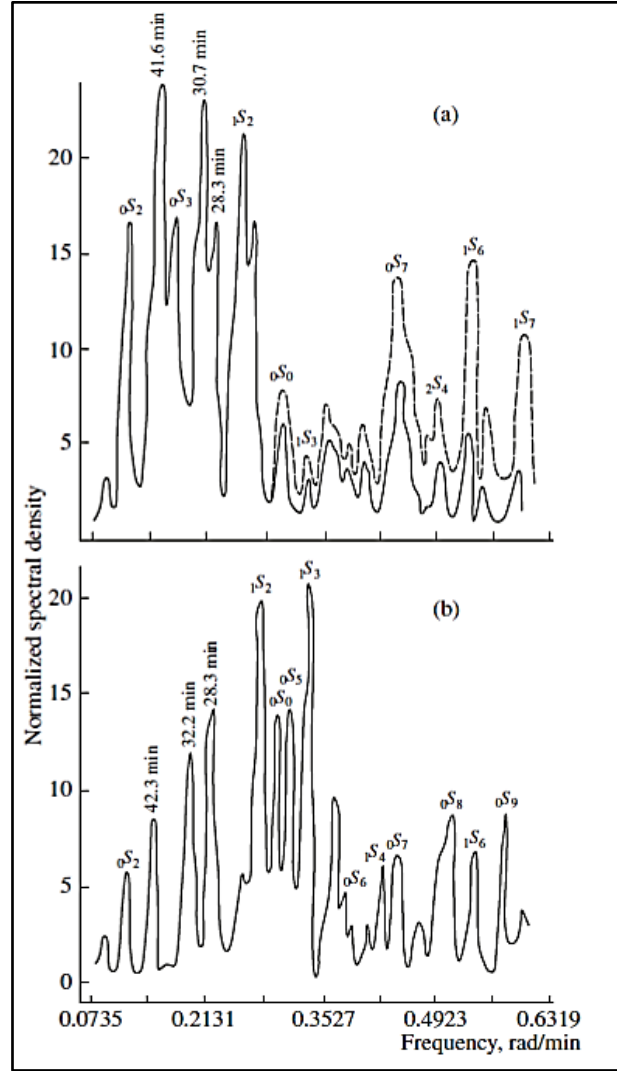 41.6 min
30.7 min
(a)
₁S₂
28.3 min
20
₀S₂
₀S₃
15
₀S₇
₁S₆
10
₁S₇
₀S₀
₂S₄
₁S₃
5
Normalized spectral density
₁S₃
₁S₂
(b)
20
28.3 min
32.2 min
₀S₅
₀S₀
15
42.3 min
10
₀S₈
₀S₉
₀S₂
₁S₄
₀S₇
₁S₆
5
₀S₆
0
0.0735 0.2131 0.3527 0.4923 0.6319
Frequency, rad/min